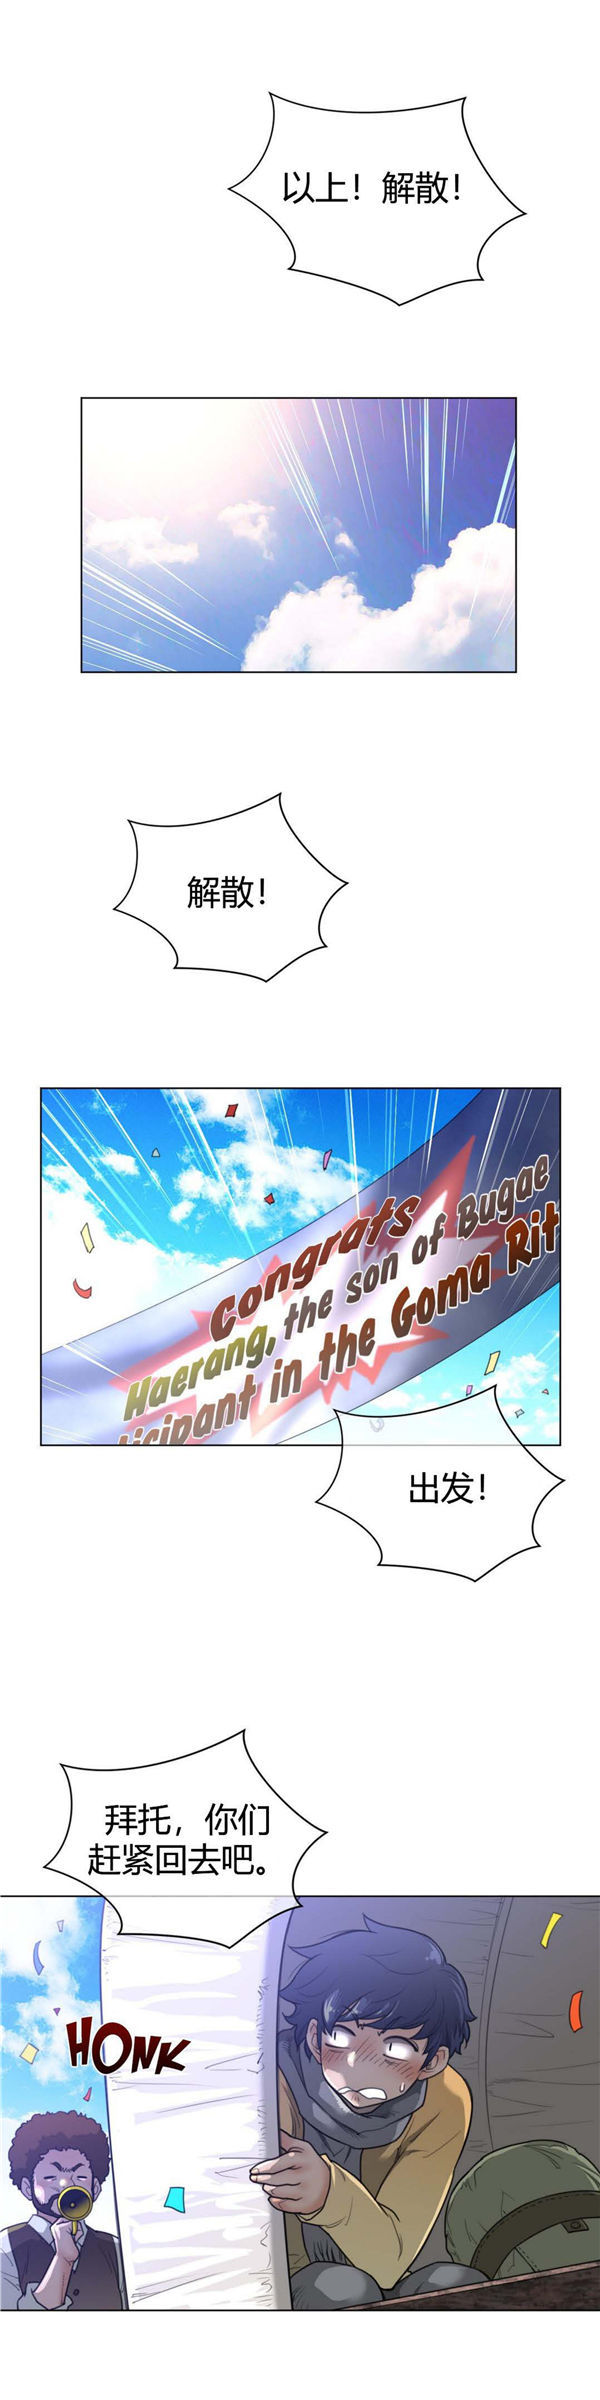 以上！解散！
解散！
Congrats
Haerang, the son of Bugae
ticipant in the Goma Rit
出发！
拜托，你们
赶紧回去吧。
HONK